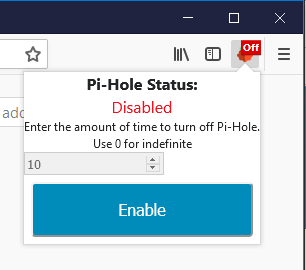 Off
Pi-Hole Status:
Disabled
add
Enter the amount of time to turn off Pi-Hole.
Use 0 for indefinite
10
Enable